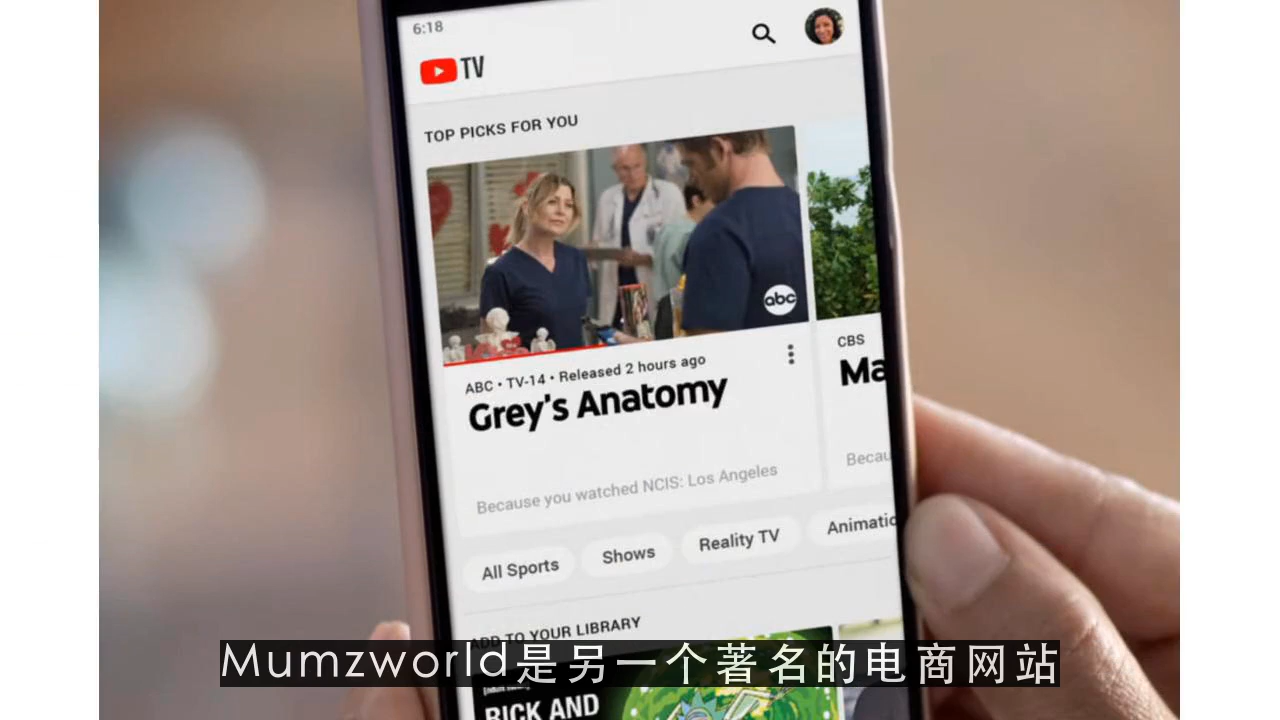 6:18
TV
TOP PICKS FOR YOU
abc
ABC • TV-14 • Released 2 hours ago
Grey's Anatomy
Because you watched NCIS: Los Angeles
CBS
Ma
Becau
All Sports
Shows
Reality TV
Animatio
ADD TO YOUR LIBRARY
Mumzworld是另一个著名的电商网站
RICK AND